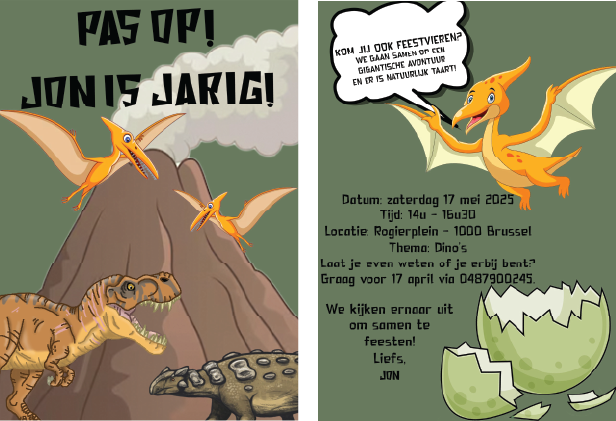 PAS OP!
JON IS JARIG!
KOM JIJ OOK FEESTVIEREN?
WE GAAN SAMEN OP EEN
GIGANTISCHE AVONTUUR
EN ER IS NATUURLIJK TAART!
Datum: zaterdag 17 mei 2025
Tijd: 14u - 16u30
Locatie: Rogierplein - 1000 Brussel
Thema: Dino's
Laat je even weten of je erbij bent?
Graag voor 17 april via 0487900245.
We kijken ernaar uit
om samen te
feesten!
Liefs,
JON